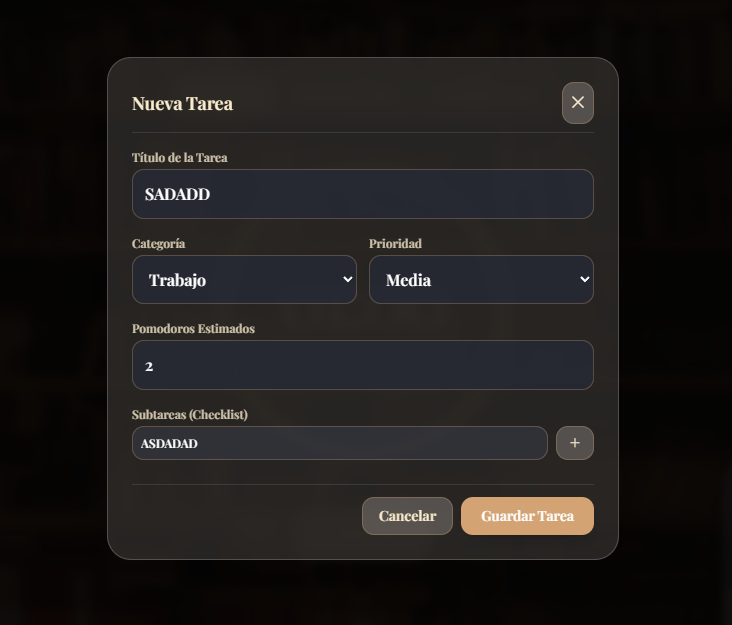 Nueva Tarea
Título de la Tarea
SADADD
Categoría
Prioridad
Trabajo
Media
Pomodoros Estimados
2
Subtareas (Checklist)
ASDADAD
+
Cancelar
Guardar Tarea